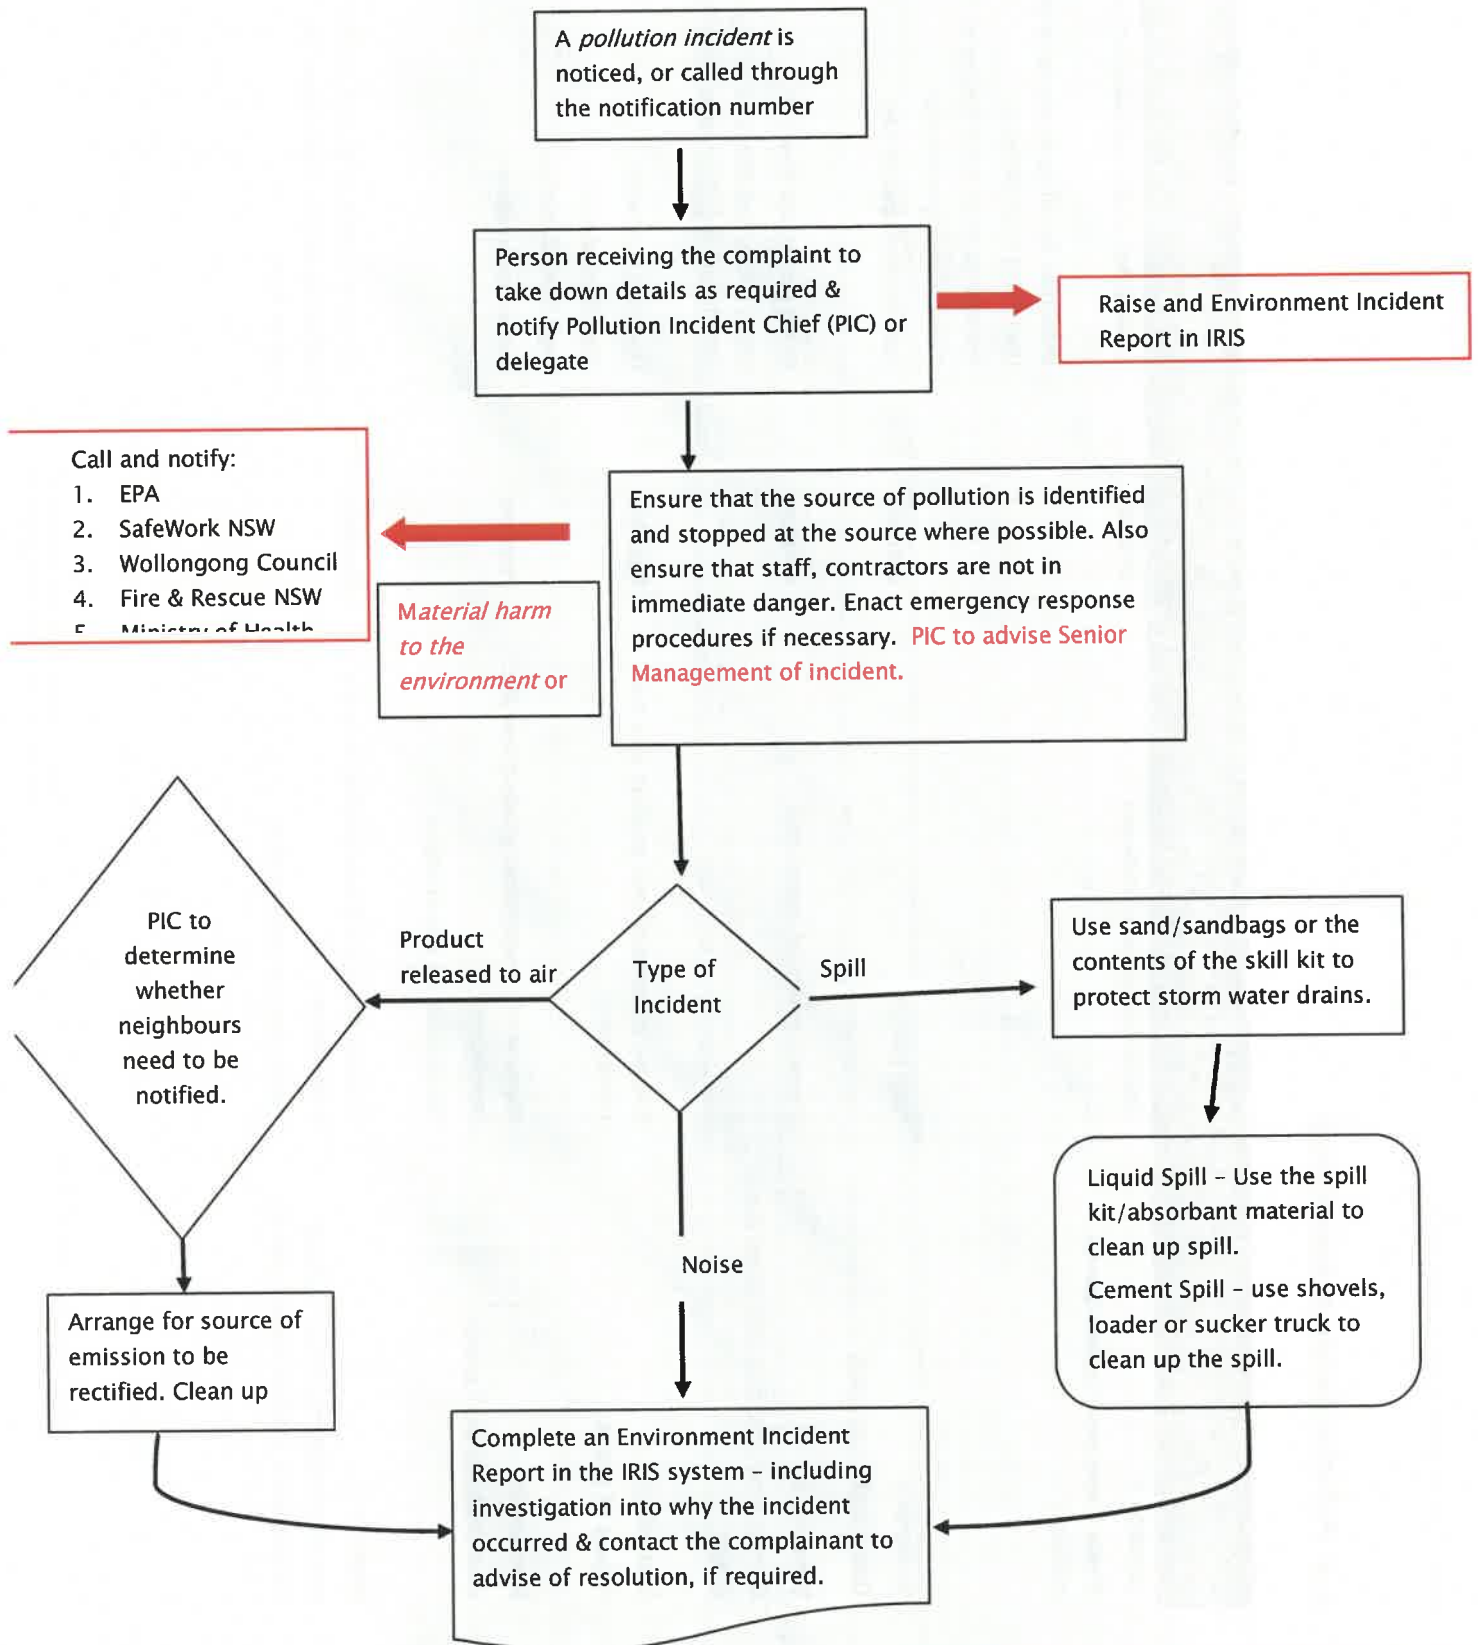 A pollution incident is
noticed, or called through
the notification number
Person receiving the complaint to
take down details as required &
notify Pollution Incident Chief (PIC) or
delegate
Raise and Environment Incident
Report in IRIS
Call and notify:
1. EPA
2. SafeWork NSW
3. Wollongong Council
4. Fire & Rescue NSW
5. Ministry of Health
Material harm
to the
environment or
Ensure that the source of pollution is identified
and stopped at the source where possible. Also
ensure that staff, contractors are not in
immediate danger. Enact emergency response
procedures if necessary. PIC to advise Senior
Management of incident.
PIC to
determine
whether
neighbours
need to be
notified.
Product
released to air
Type of
Incident
Spill
Use sand/sandbags or the
contents of the skill kit to
protect storm water drains.
Liquid Spill – Use the spill
kit/absorbant material to
clean up spill.
Cement Spill – use shovels,
loader or sucker truck to
clean up the spill.
Noise
Arrange for source of
emission to be
rectified. Clean up
Complete an Environment Incident
Report in the IRIS system – including
investigation into why the incident
occurred & contact the complainant to
advise of resolution, if required.